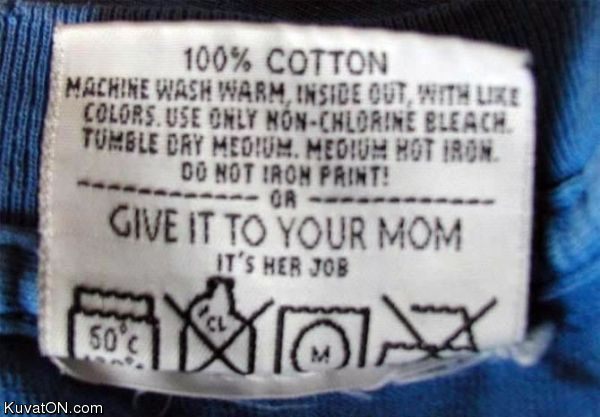 100% COTTON
MACHINE WASH WARM, INSIDE OUT, WITH LIKE
COLORS. USE ONLY NON-CHLORINE BLEACH.
TUMBLE DRY MEDIUM. MEDIUM HOT IRON.
DO NOT IRON PRINT!
OR
GIVE IT TO YOUR MOM
IT'S HER JOB
CL
M
KuvatON.com